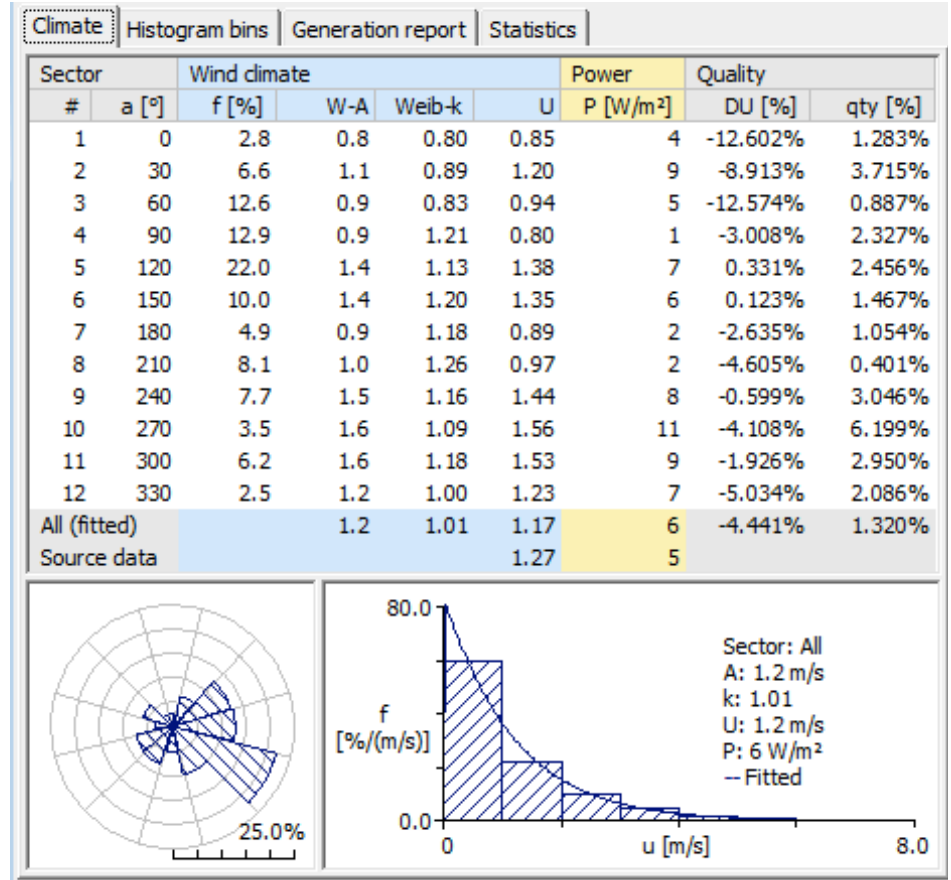 Climate Histogram bins Generation report Statistics
Sector Wind climate Power Quality
# a [º] f [%] W-A Weib-k U P [W/m²] DU [%] qty [%]
1 0 2.8 0.8 0.80 0.85 4 -12.602% 1.283%
2 30 6.6 1.1 0.89 1.20 9 -8.913% 3.715%
3 60 12.6 0.9 0.83 0.94 5 -12.574% 0.887%
4 90 12.9 0.9 1.21 0.80 1 -3.008% 2.327%
5 120 22.0 1.4 1.13 1.38 7 0.331% 2.456%
6 150 10.0 1.4 1.20 1.35 6 0.123% 1.467%
7 180 4.9 0.9 1.18 0.89 2 -2.635% 1.054%
8 210 8.1 1.0 1.26 0.97 2 -4.605% 0.401%
9 240 7.7 1.5 1.16 1.44 8 -0.599% 3.046%
10 270 3.5 1.6 1.09 1.56 11 -4.108% 6.199%
11 300 6.2 1.6 1.18 1.53 9 -1.926% 2.950%
12 330 2.5 1.2 1.00 1.23 7 -5.034% 2.086%
All (fitted) 1.2 1.01 1.17 6 -4.441% 1.320%
Source data 1.27 5
25.0%
80.0
f
[%/(m/s)]
0.0
0 u [m/s] 8.0
Sector: All
A: 1.2 m/s
k: 1.01
U: 1.2 m/s
P: 6 W/m²
-- Fitted